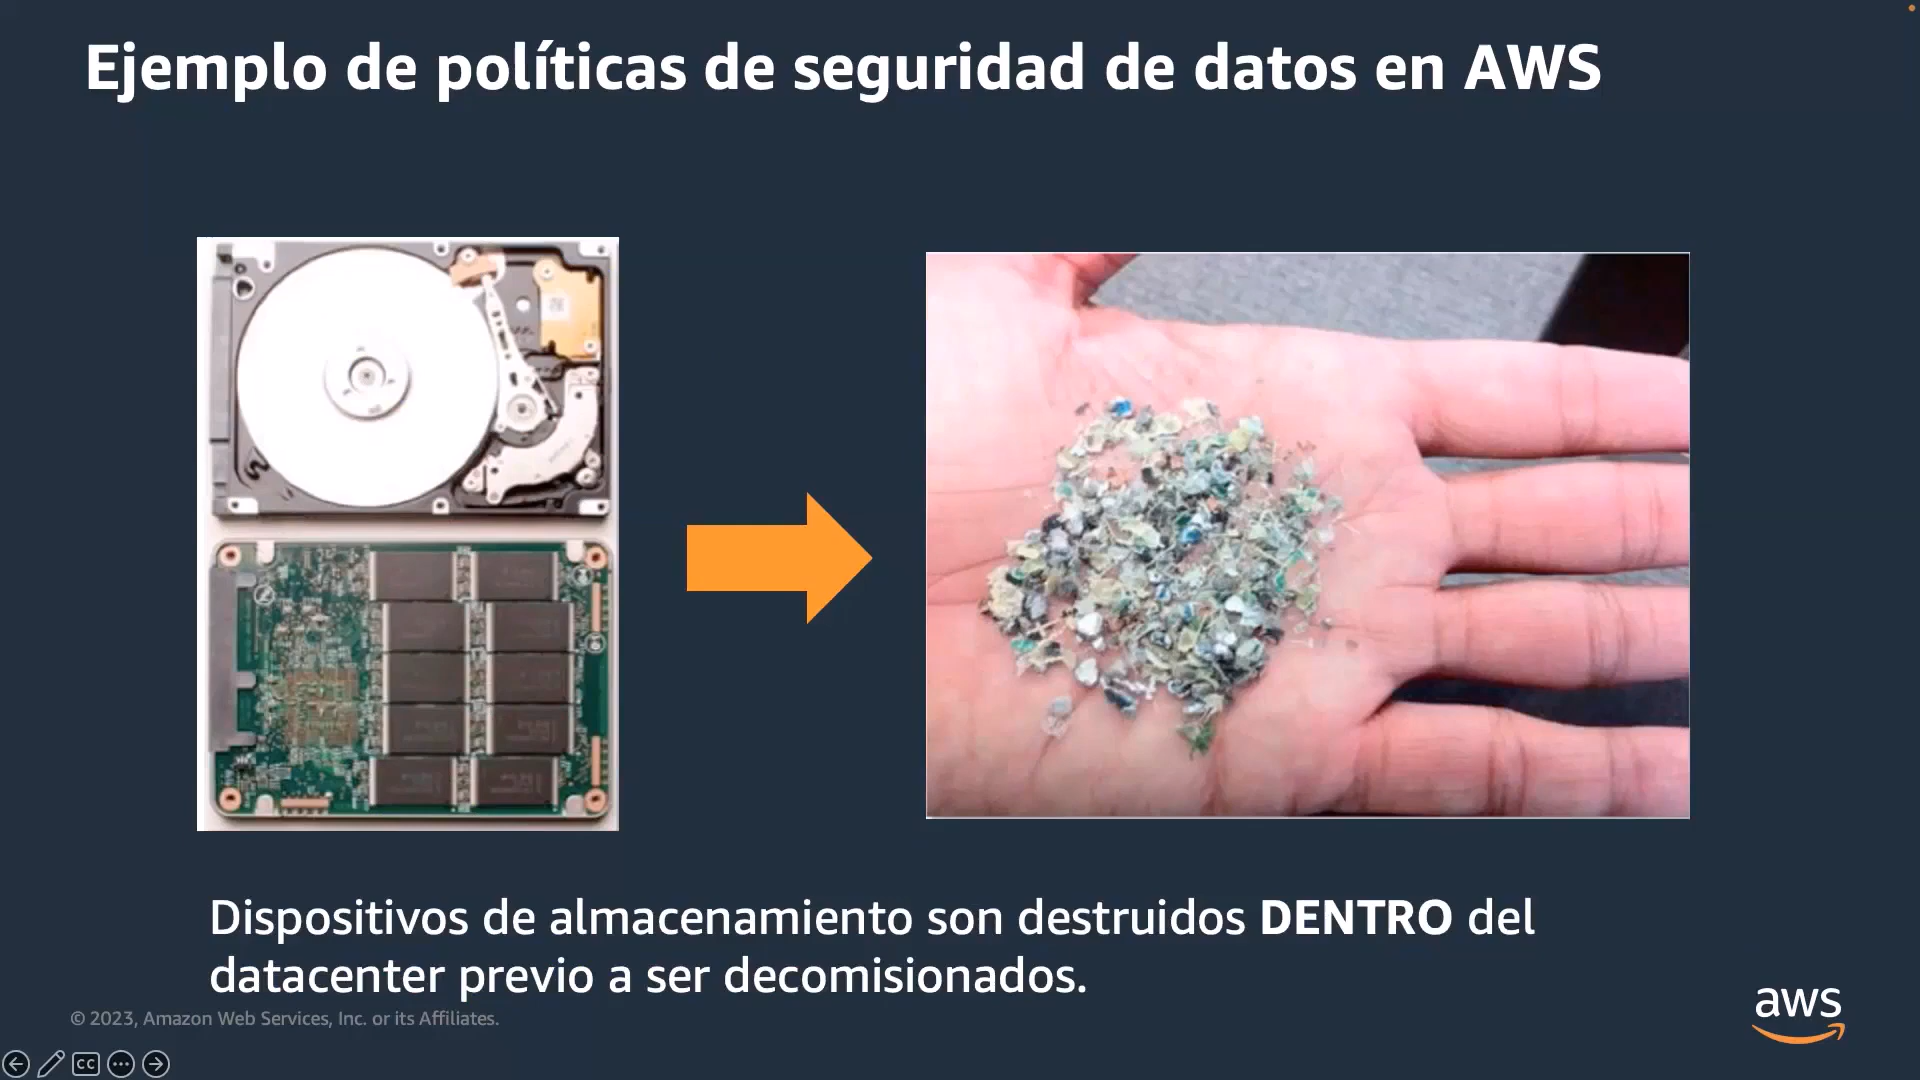 Ejemplo de políticas de seguridad de datos en AWS
Dispositivos de almacenamiento son destruidos DENTRO del
datacenter previo a ser decomisionados.
© 2023, Amazon Web Services, Inc. or its Affiliates.
aws
CC